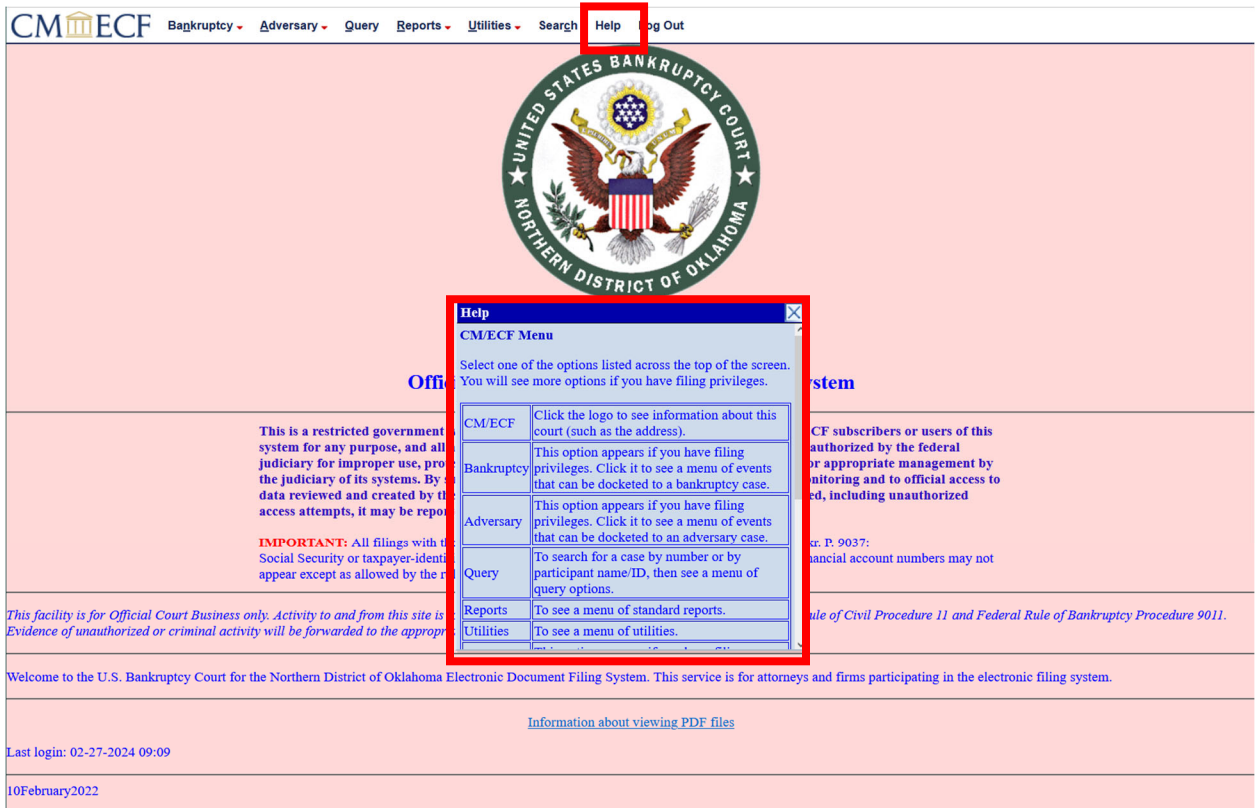 CM ECF Bankruptcy Adversary Query Reports Utilities Search Help og Out
UNITED STATES BANKRUPTCY COURT
NORTHERN DISTRICT OF OKLAHOMA
Help
CM/ECF Menu
Select one of the options listed across the top of the screen.
You will see more options if you have filing privileges.
CM/ECF Click the logo to see information about this
court (such as the address).
Bankruptcy This option appears if you have filing
privileges. Click it to see a menu of events
that can be docketed to a bankruptcy case.
Adversary This option appears if you have filing
privileges. Click it to see a menu of events
that can be docketed to an adversary case.
Query To search for a case by number or by
participant name/ID, then see a menu of
query options.
Reports To see a menu of standard reports.
Utilities To see a menu of utilities.
Offi stem
This is a restricted government CF subscribers or users of this
system for any purpose, and all authorized by the federal
judiciary for improper use, pro or appropriate management by
the judiciary of its systems. By s nitoring and to official access to
data reviewed and created by th ed, including unauthorized
access attempts, it may be repor
IMPORTANT: All filings with th kr. P. 9037:
Social Security or taxpayer-identi nancial account numbers may not
appear except as allowed by the r
This facility is for Official Court Business only. Activity to and from this site is ule of Civil Procedure 11 and Federal Rule of Bankruptcy Procedure 9011.
Evidence of unauthorized or criminal activity will be forwarded to the appropr
Welcome to the U.S. Bankruptcy Court for the Northern District of Oklahoma Electronic Document Filing System. This service is for attorneys and firms participating in the electronic filing system.
Information about viewing PDF files
Last login: 02-27-2024 09:09
10February2022